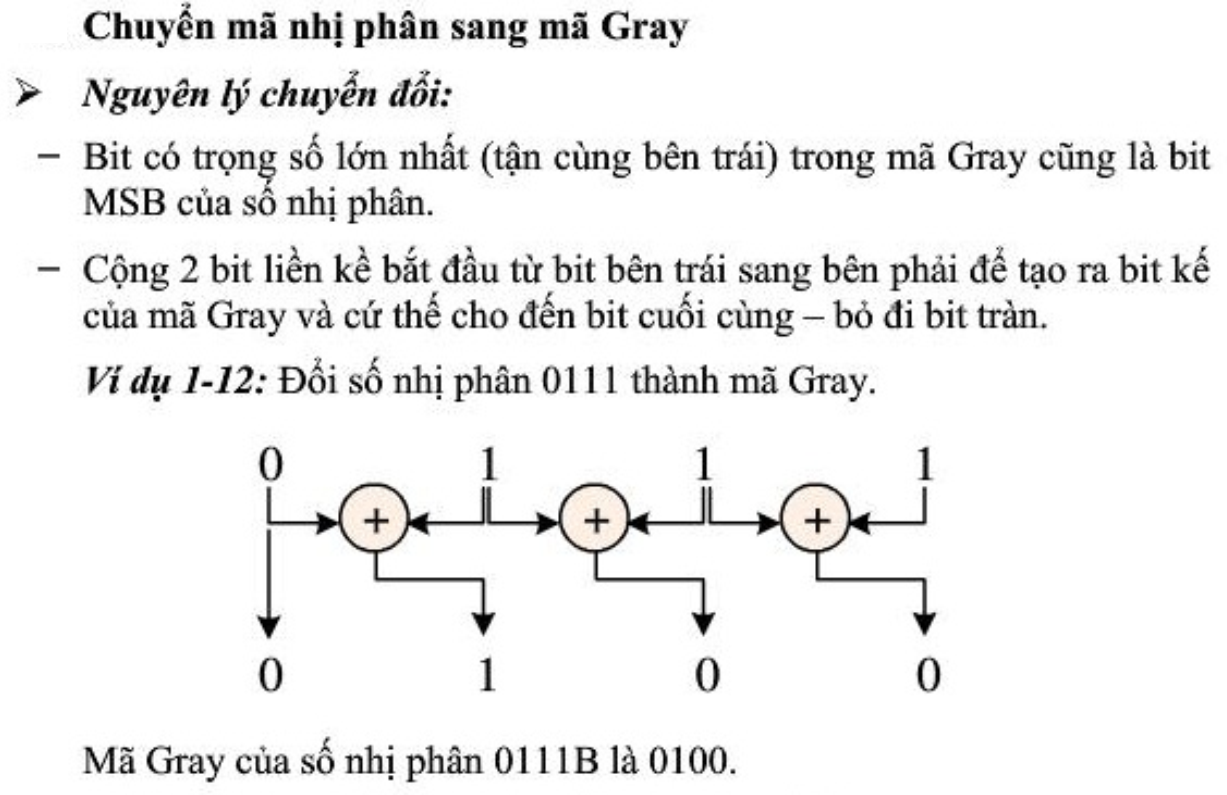 Chuyển mã nhị phân sang mã Gray
➢ Nguyên lý chuyển đổi:
– Bit có trọng số lớn nhất (tận cùng bên trái) trong mã Gray cũng là bit
MSB của số nhị phân.
– Cộng 2 bit liền kề bắt đầu từ bit bên trái sang bên phải để tạo ra bit kế
của mã Gray và cứ thế cho đến bit cuối cùng – bỏ đi bit tràn.
Ví dụ 1-12: Đổi số nhị phân 0111 thành mã Gray.
0 1 1 1
+ + +
0 1 0 0
Mã Gray của số nhị phân 0111B là 0100.